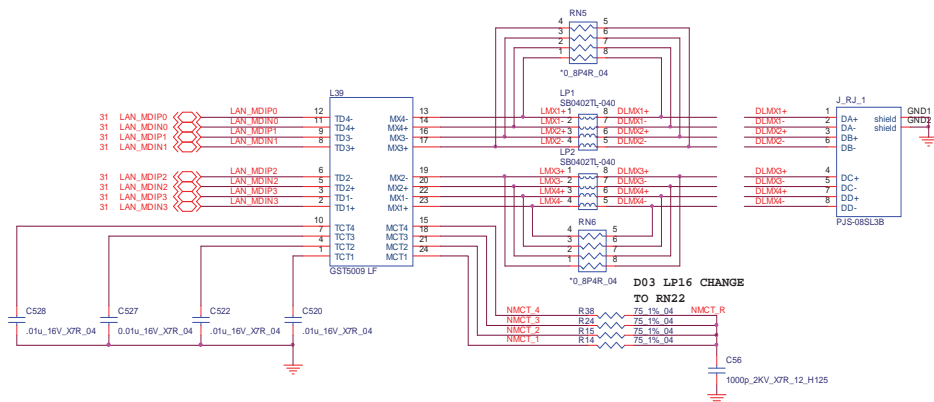 RN5
4 5
3 6
2 7
1 8
*0_8P4R_04
L39
LP1
SB0402TL-040
J_RJ_1
31 LAN_MDIP0 LAN_MDIP0 12 TD4- MX4- 13 LMX1+ 1 8 DLMX1+ DLMX1+ 1 DA+ shield GND1
31 LAN_MDIN0 LAN_MDIN0 11 TD4+ MX4+ 14 LMX1- 2 7 DLMX1- DLMX1- 2 DA- shield GND2
31 LAN_MDIP1 LAN_MDIP1 9 TD3- MX3- 16 LMX2+ 3 6 DLMX2+ DLMX2+ 3 DB+
31 LAN_MDIN1 LAN_MDIN1 8 TD3+ MX3+ 17 LMX2- 4 5 DLMX2- DLMX2- 6 DB-
LP2
SB0402TL-040
31 LAN_MDIP2 LAN_MDIP2 6 TD2- MX2- 19 LMX3+ 1 8 DLMX3+ DLMX3+ 4 DC+
31 LAN_MDIN2 LAN_MDIN2 5 TD2+ MX2+ 20 LMX3- 2 7 DLMX3- DLMX3- 5 DC-
31 LAN_MDIP3 LAN_MDIP3 3 TD1- MX1- 22 LMX4+ 3 6 DLMX4+ DLMX4+ 7 DD+
31 LAN_MDIN3 LAN_MDIN3 2 TD1+ MX1+ 23 LMX4- 4 5 DLMX4- DLMX4- 8 DD-
PJS-08SL3B
10 TCT4 MCT4 15
7 TCT3 MCT3 18
4 TCT2 MCT2 21
1 TCT1 MCT1 24
GST5009 LF
RN6
4 5
3 6
2 7
1 8
*0_8P4R_04
D03 LP16 CHANGE
TO RN22
C528
.01u_16V_X7R_04
C527
0.01u_16V_X7R_04
C522
.01u_16V_X7R_04
C520
.01u_16V_X7R_04
NMCT_4 R38 75_1%_04 NMCT_R
NMCT_3 R24 75_1%_04
NMCT_2 R15 75_1%_04
NMCT_1 R14 75_1%_04
C56
1000p_2KV_X7R_12_H125